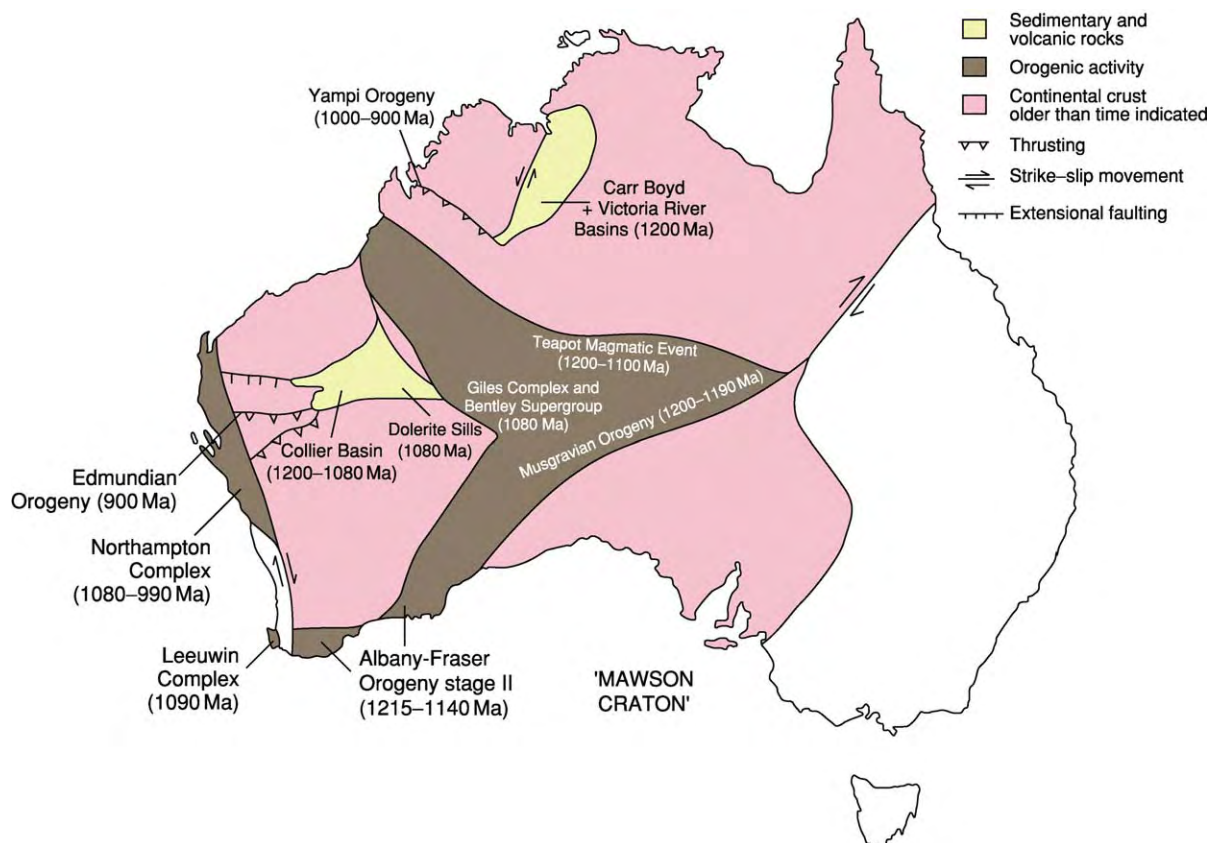 Sedimentary and
volcanic rocks
Orogenic activity
Continental crust
older than time indicated
Thrusting
Strike–slip movement
Extensional faulting
Yampi Orogeny
(1000–900 Ma)
Carr Boyd
+ Victoria River
Basins (1200 Ma)
Teapot Magmatic Event
(1200–1100 Ma)
Giles Complex and
Bentley Supergroup
(1080 Ma)
Musgravian Orogeny (1200–1190 Ma)
Dolerite Sills
(1080 Ma)
Collier Basin
(1200–1080 Ma)
Edmundian
Orogeny (900 Ma)
Northampton
Complex
(1080–990 Ma)
Leeuwin
Complex
(1090 Ma)
Albany-Fraser
Orogeny stage II
(1215–1140 Ma)
'MAWSON
CRATON'